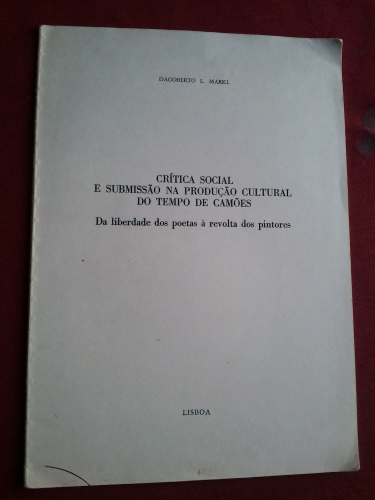 DAGOBERTO L. MARKL
CRÍTICA SOCIAL
E SUBMISSÃO NA PRODUÇÃO CULTURAL
DO TEMPO DE CAMÕES
Da liberdade dos poetas à revolta dos pintores
LISBOA